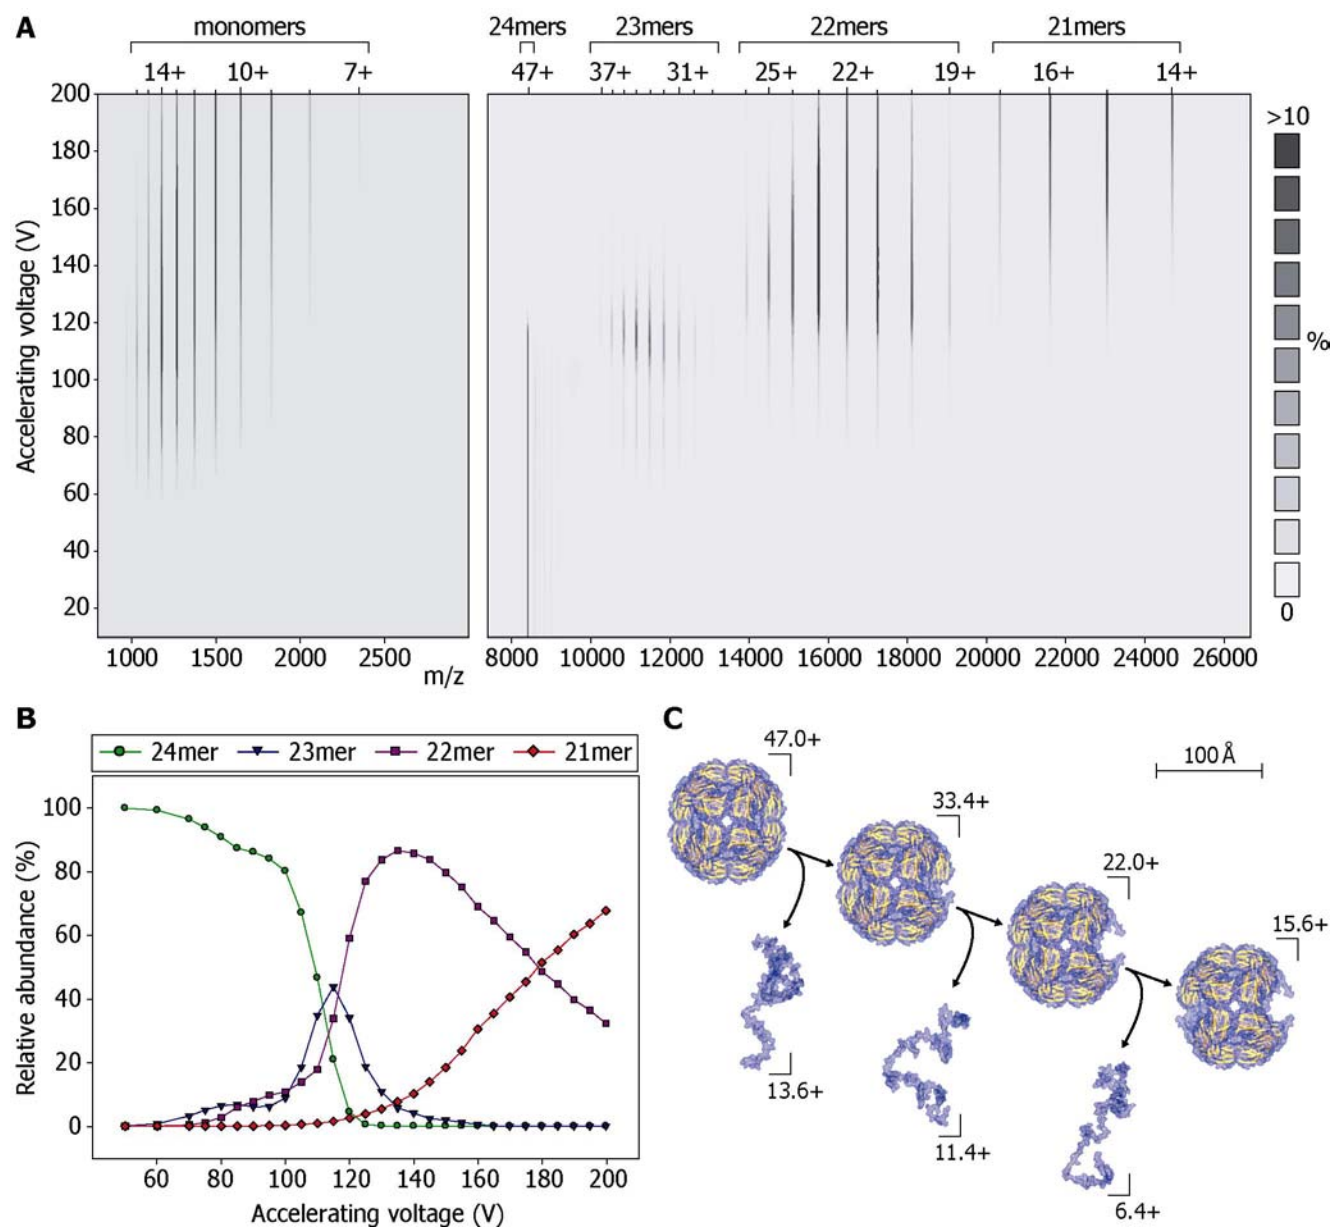 A
monomers 24mers 23mers 22mers 21mers
14+ 10+ 7+ 47+ 37+ 31+ 25+ 22+ 19+ 16+ 14+
Accelerating voltage (V)
200
180
160
140
120
100
80
60
40
20
1000 1500 2000 2500
m/z
8000 10000 12000 14000 16000 18000 20000 22000 24000 26000
>10
%
0
B
24mer 23mer 22mer 21mer
Relative abundance (%)
100
80
60
40
20
0
60 80 100 120 140 160 180 200
Accelerating voltage (V)
C
47.0+
100 Å
33.4+
22.0+
15.6+
13.6+
11.4+
6.4+